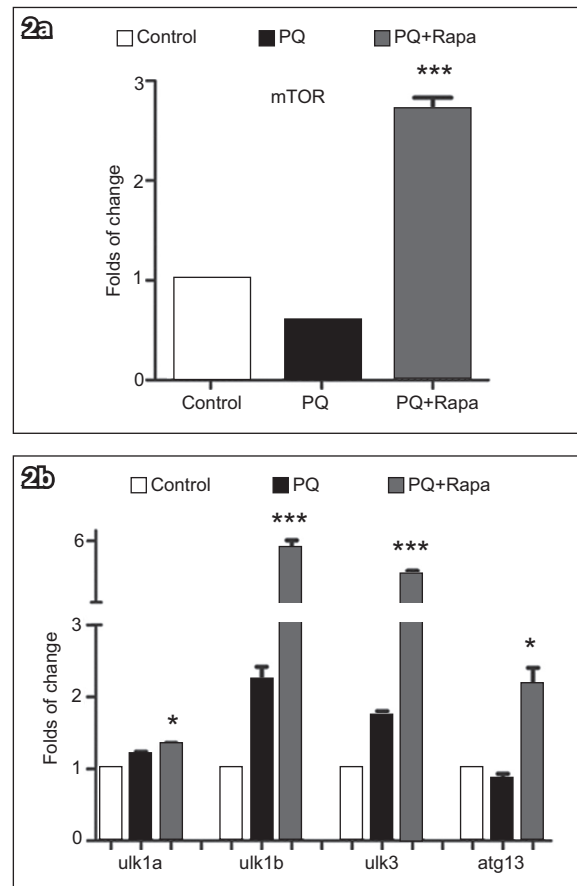 2a
Control PQ PQ+Rapa
***
mTOR
3
2
1
0
Folds of change
Control PQ PQ+Rapa
2b
Control PQ PQ+Rapa
***
***
*
*
6
3
2
1
0
Folds of change
ulk1a ulk1b ulk3 atg13